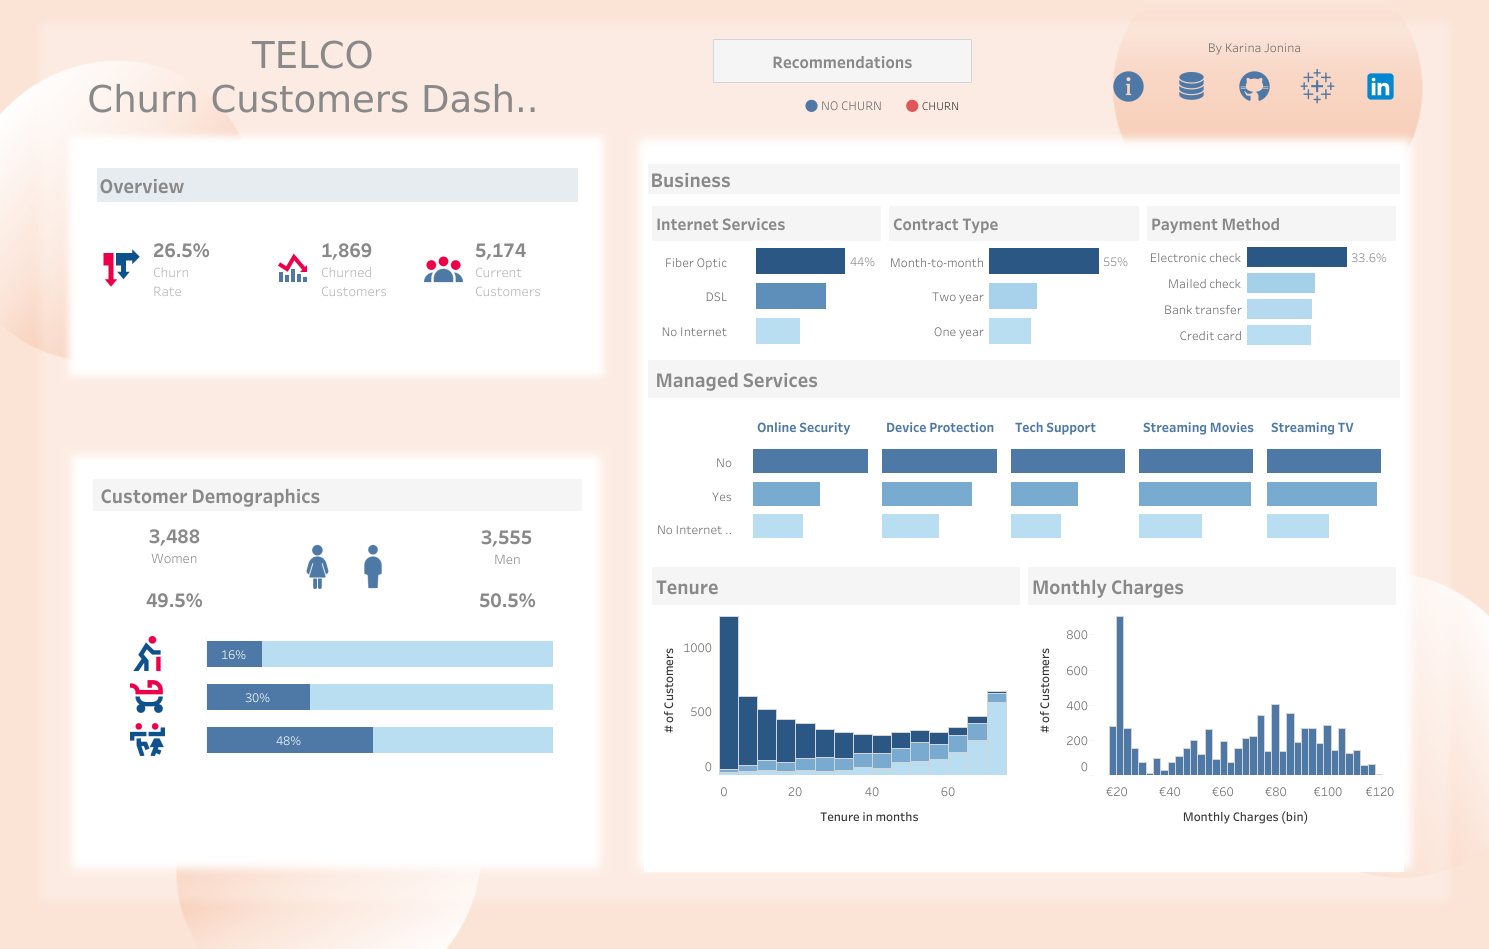 TELCO
Churn Customers Dash..
Recommendations
NO CHURN CHURN
By Karina Jonina
Overview
26.5%
Churn
Rate
1,869
Churned
Customers
5,174
Current
Customers
Customer Demographics
3,488
Women
49.5%
3,555
Men
50.5%
16%
30%
48%
Business
Internet Services
Fiber Optic 44%
DSL
No Internet
Contract Type
Month-to-month 55%
Two year
One year
Payment Method
Electronic check 33.6%
Mailed check
Bank transfer
Credit card
Managed Services
Online Security Device Protection Tech Support Streaming Movies Streaming TV
No
Yes
No Internet ..
Tenure
# of Customers
1000
500
0
0 20 40 60
Tenure in months
Monthly Charges
# of Customers
800
600
400
200
0
€20 €40 €60 €80 €100 €120
Monthly Charges (bin)
in